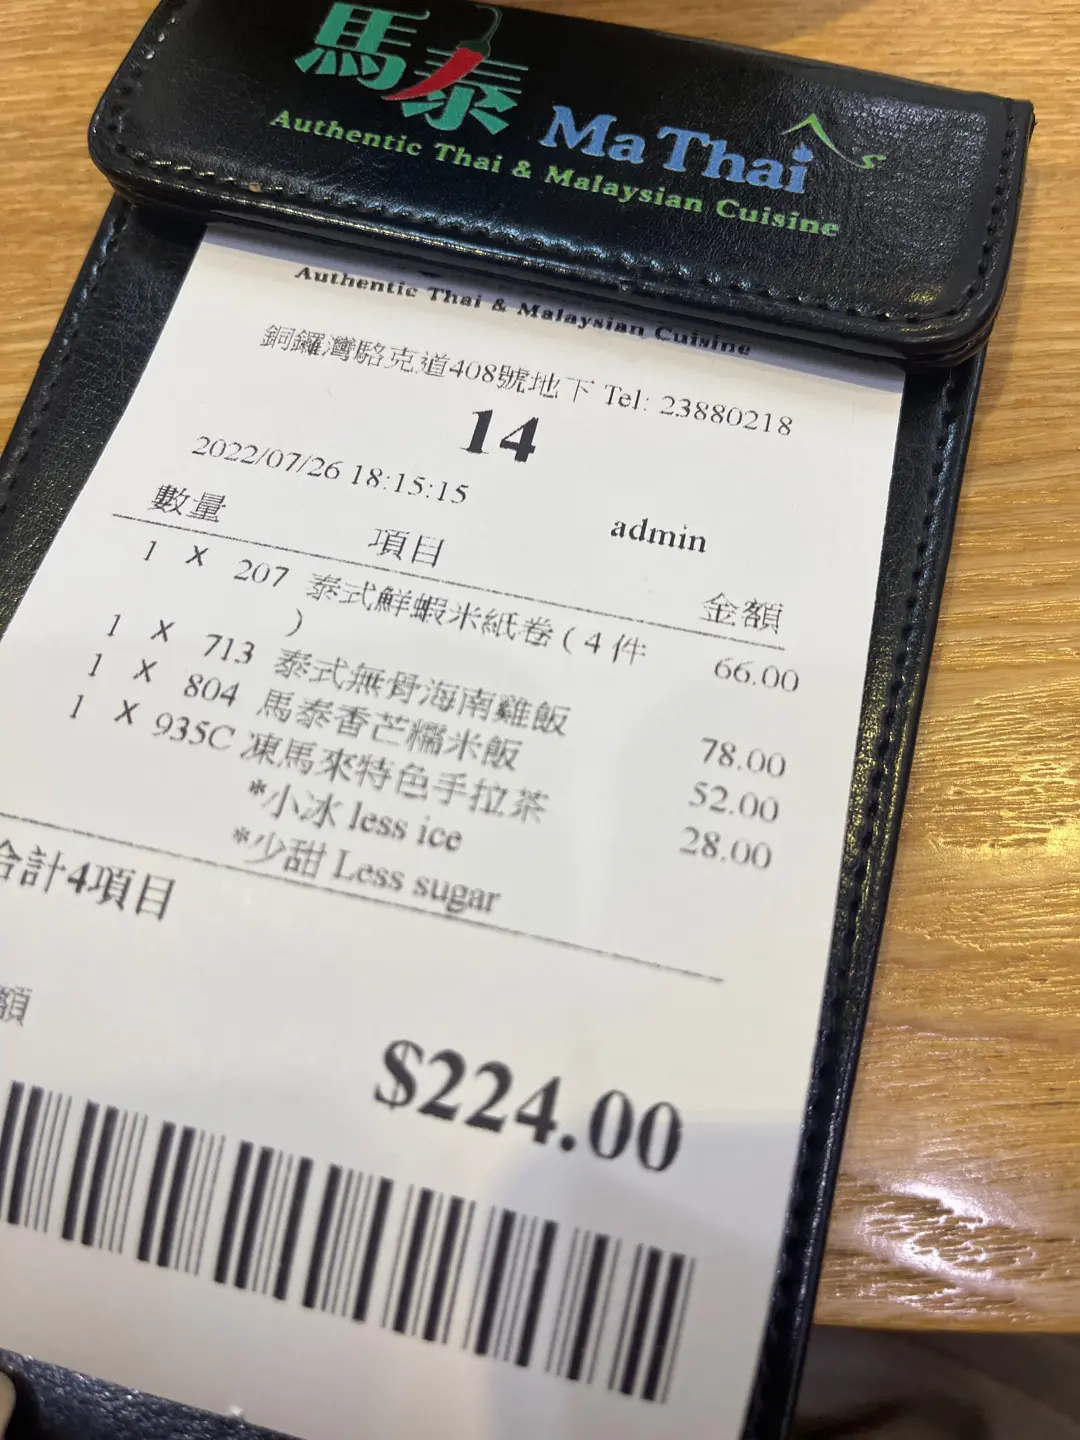 馬泰
Ma Thai
Authentic Thai & Malaysian Cuisine
Authentic Thai & Malaysian Cuisine
銅鑼灣駱克道408號地下 Tel: 23880218
14
2022/07/26 18:15:15
admin
數量 項目 金額
1 X 207 泰式鮮蝦米紙卷(4件 66.00
)
1 X 713 泰式無骨海南雞飯 78.00
1 X 804 馬泰香芒糯米飯 52.00
1 X 935C 凍馬來特色手拉茶 28.00
*小冰 less ice
*少甜 Less sugar
合計4項目
額
$224.00